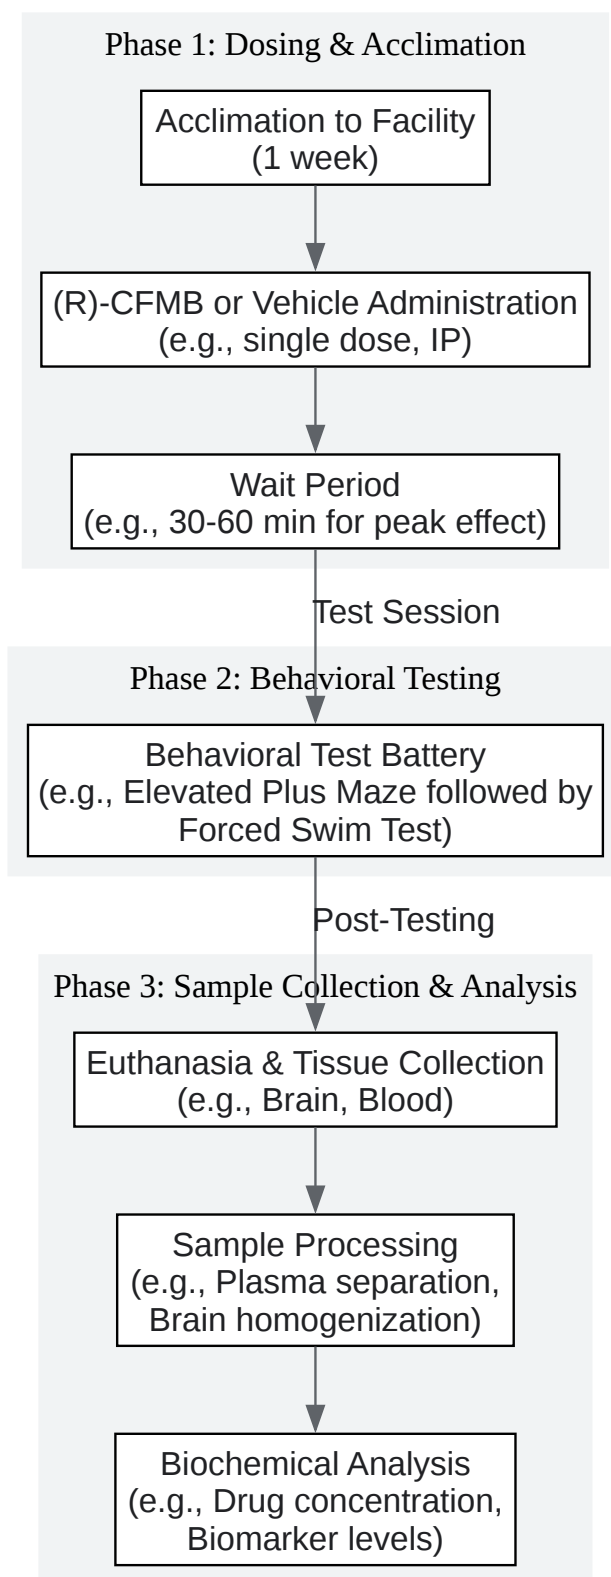 Phase 1: Dosing & Acclimation
Acclimation to Facility
(1 week)
(R)-CFMB or Vehicle Administration
(e.g., single dose, IP)
Wait Period
(e.g., 30-60 min for peak effect)
Test Session
Phase 2: Behavioral Testing
Behavioral Test Battery
(e.g., Elevated Plus Maze followed by
Forced Swim Test)
Post-Testing
Phase 3: Sample Collection & Analysis
Euthanasia & Tissue Collection
(e.g., Brain, Blood)
Sample Processing
(e.g., Plasma separation,
Brain homogenization)
Biochemical Analysis
(e.g., Drug concentration,
Biomarker levels)